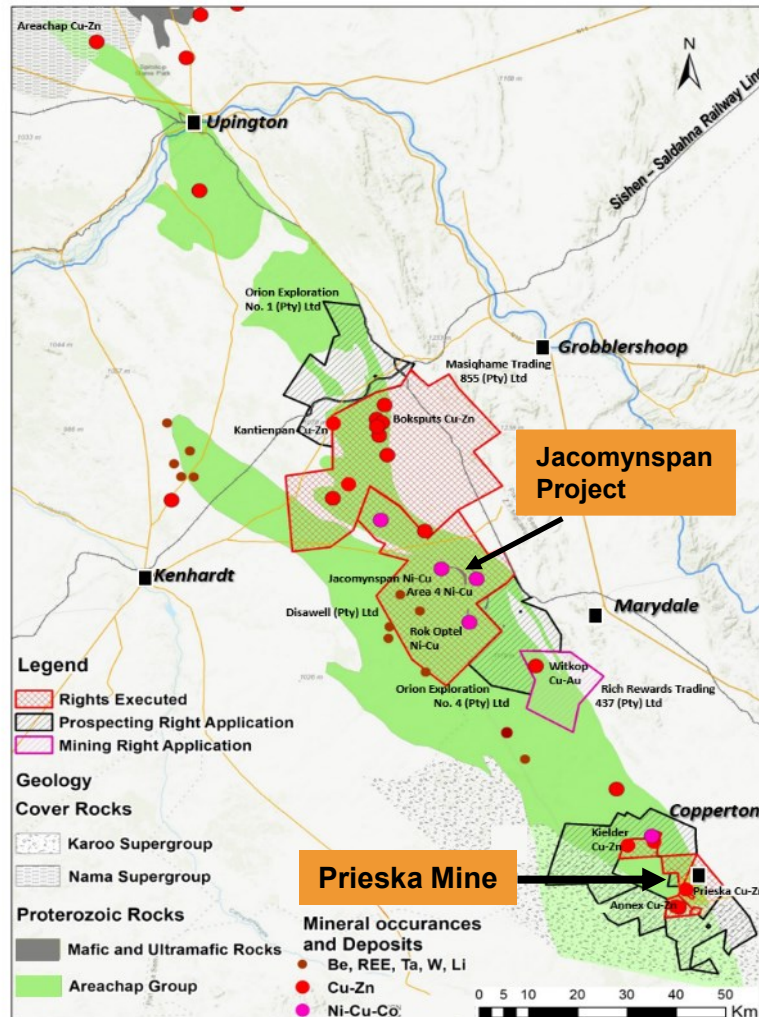 Areachap Cu-Zn
N
Upington
Sishen – Saldahna Railway Line
Orion Exploration
No. 1 (Pty) Ltd
Grobblershoop
Masiqhame Trading
855 (Pty) Ltd
Kantienpan Cu-Zn
Boksputs Cu-Zn
Jacomynspan
Project
Kenhardt
Jacomynspan Ni-Cu
Area 4 Ni-Cu
Disawell (Pty) Ltd
Marydale
Rok Optel
Ni-Cu
Witkop
Cu-Au
Orion Exploration
No. 4 (Pty) Ltd
Rich Rewards Trading
437 (Pty) Ltd
Legend
Rights Executed
Prospecting Right Application
Mining Right Application
Geology
Cover Rocks
Karoo Supergroup
Nama Supergroup
Proterozoic Rocks
Mafic and Ultramafic Rocks
Areachap Group
Copperton
Kielder
Cu-Zn
Prieska Mine
Prieska Cu-Zn
Annex Cu-Zn
Mineral occurances
and Deposits
Be, REE, Ta, W, Li
Cu-Zn
Ni-Cu-Co
0 5 10 20 30 40 50
Km